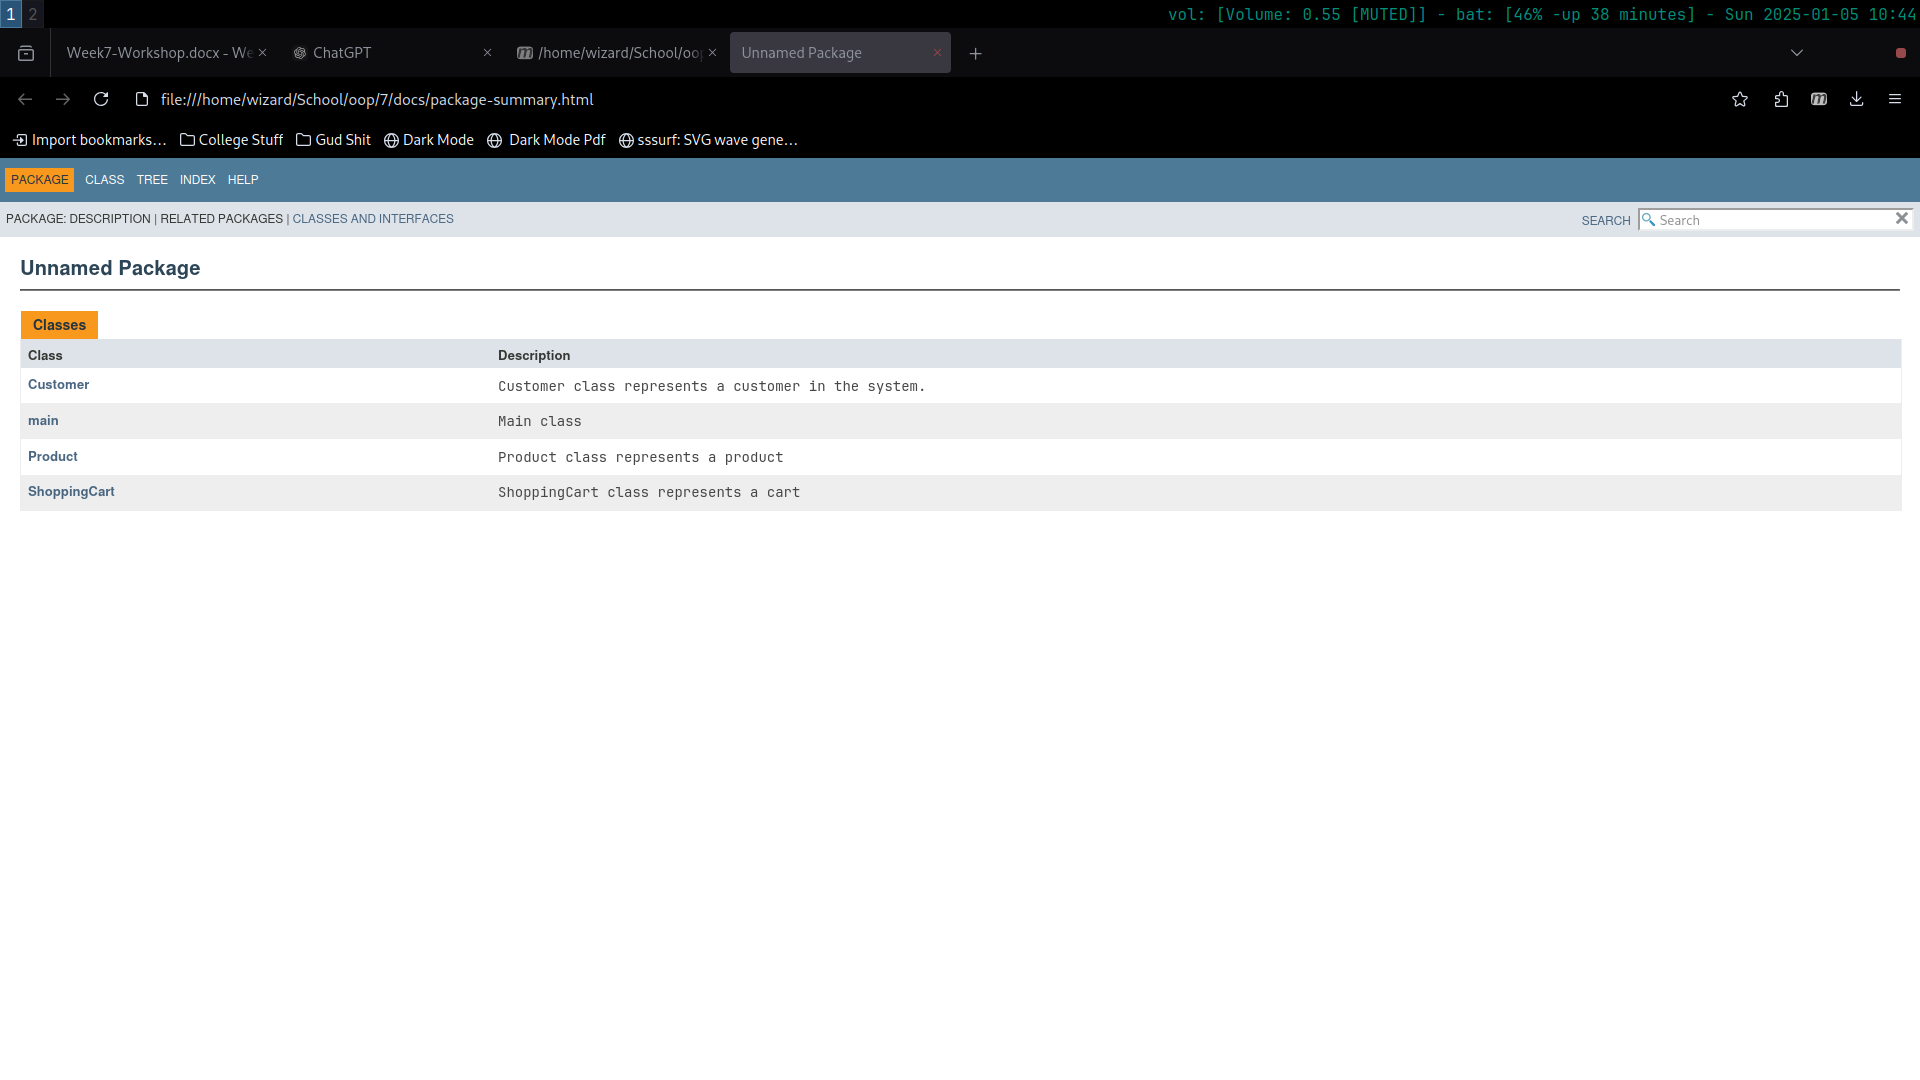 1 2 vol: [Volume: 0.55 [MUTED]] - bat: [46% -up 38 minutes] - Sun 2025-01-05 10:44
Week7-Workshop.docx - We ChatGPT /home/wizard/School/oop Unnamed Package
file:///home/wizard/School/oop/7/docs/package-summary.html
Import bookmarks... College Stuff Gud Shit Dark Mode Dark Mode Pdf sssurf: SVG wave gene...
PACKAGE CLASS TREE INDEX HELP
PACKAGE: DESCRIPTION | RELATED PACKAGES | CLASSES AND INTERFACES SEARCH Search
Unnamed Package
Classes
Class Description
Customer Customer class represents a customer in the system.
main Main class
Product Product class represents a product
ShoppingCart ShoppingCart class represents a cart